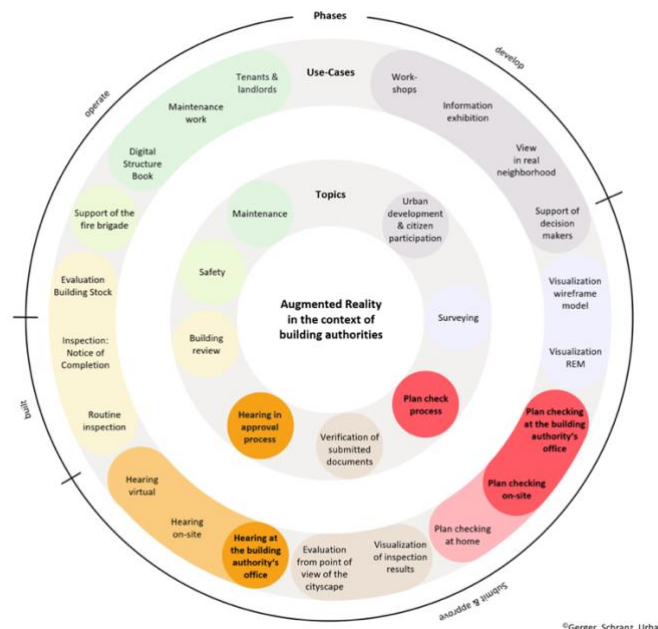 Phases
develop
operate
built
Submit & approve
Use-Cases
Work-
shops
Information
exhibition
View
in real
neighborhood
Support of
decision
makers
Visualization
wireframe
model
Visualization
REM
Plan checking
at the building
authority's
office
Plan checking
on-site
Plan checking
at home
Visualization
of inspection
results
Evaluation
from point of
view of the
cityscape
Hearing at
the building
authority's
office
Hearing
on-site
Hearing
virtual
Routine
inspection
Inspection:
Notice of
Completion
Evaluation
Building Stock
Support of the
fire brigade
Digital
Structure
Book
Maintenance
work
Tenants &
landlords
Topics
Urban
development
& citizen
participation
Surveying
Plan check
process
Verification of
submitted
documents
Hearing in
approval
process
Building
review
Safety
Maintenance
Augmented Reality
in the context of
building authorities
©Gerger, Schranz, Urba